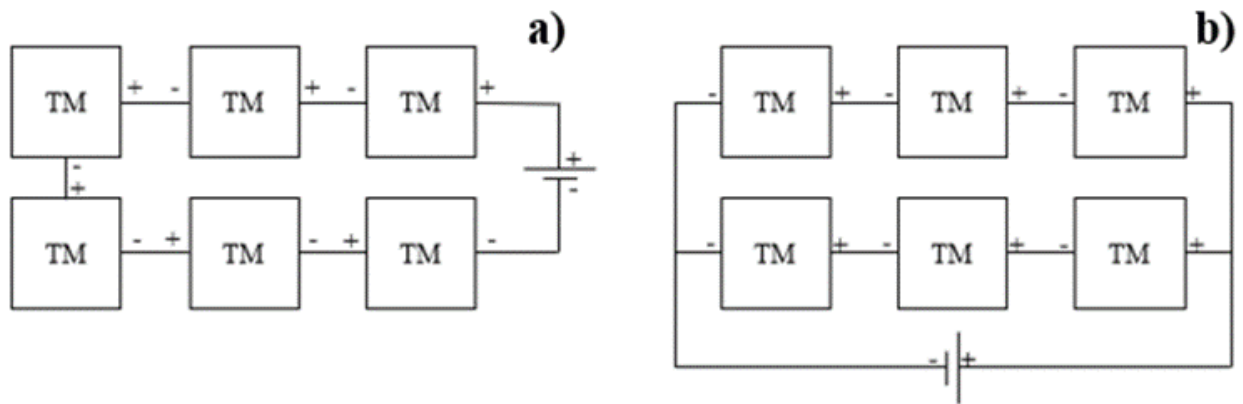 a)
TM + - TM + - TM +
+
-
-
+
TM - + TM - + TM -
b)
- TM + - TM + - TM +
- TM + - TM + - TM +
- +